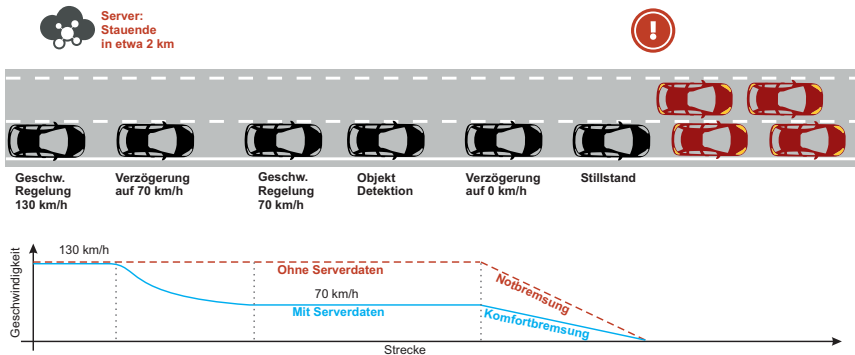 Server:
Stauende
in etwa 2 km
!
Geschw.
Regelung
130 km/h
Verzögerung
auf 70 km/h
Geschw.
Regelung
70 km/h
Objekt
Detektion
Verzögerung
auf 0 km/h
Stillstand
Geschwindigkeit
130 km/h
Ohne Serverdaten
70 km/h
Mit Serverdaten
Notbremsung
Komfortbremsung
Strecke